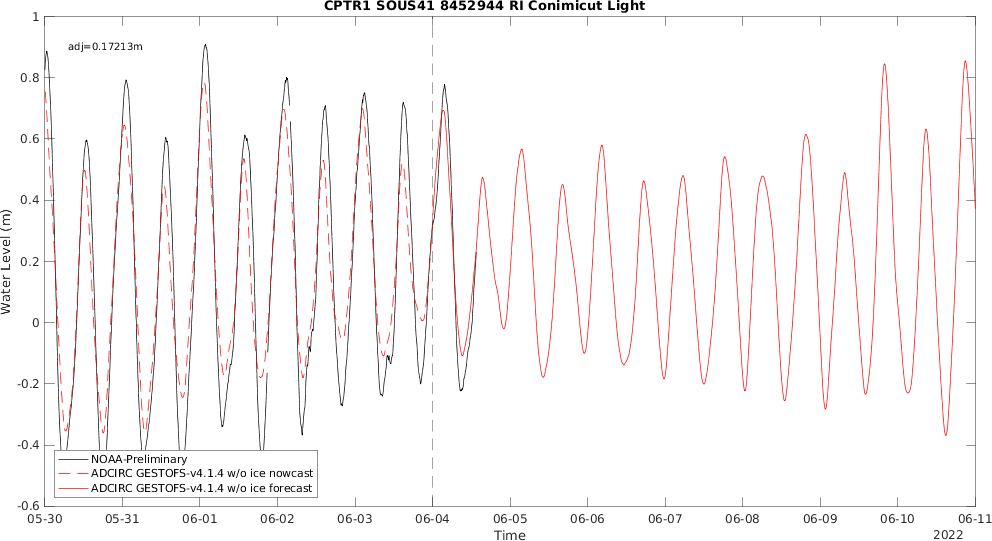 CPTR1 SOUS41 8452944 RI Conimicut Light
adj=0.17213m
Water Level (m)
1
0.8
0.6
0.4
0.2
0
-0.2
-0.4
-0.6
NOAA-Preliminary
ADCIRC GESTOFS-v4.1.4 w/o ice nowcast
ADCIRC GESTOFS-v4.1.4 w/o ice forecast
05-30 05-31 06-01 06-02 06-03 06-04 06-05 06-06 06-07 06-08 06-09 06-10 06-11
Time
2022